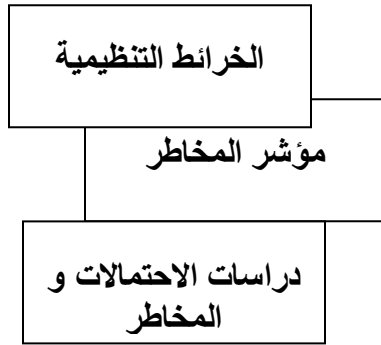 الخرائط التنظيمية
مؤشر المخاطر
دراسات الاحتمالات و
المخاطر